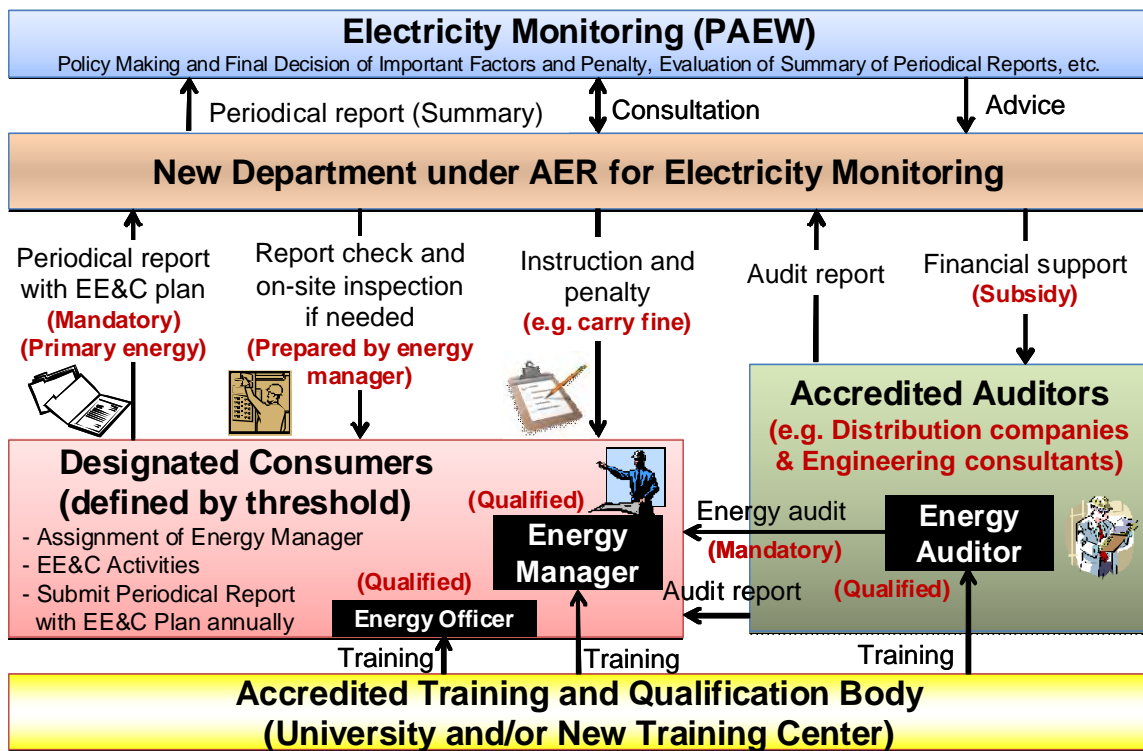 Electricity Monitoring (PAEW)
Policy Making and Final Decision of Important Factors and Penalty, Evaluation of Summary of Periodical Reports, etc.
Periodical report (Summary)
Consultation
Advice
New Department under AER for Electricity Monitoring
Periodical report
with EE&C plan
(Mandatory)
(Primary energy)
Report check and
on-site inspection
if needed
(Prepared by energy
manager)
Instruction and
penalty
(e.g. carry fine)
Audit report
Financial support
(Subsidy)
Designated Consumers
(defined by threshold)
- Assignment of Energy Manager
- EE&C Activities
- Submit Periodical Report
with EE&C Plan annually
(Qualified)
Energy
Manager
(Qualified)
Energy Officer
Accredited Auditors
(e.g. Distribution companies
& Engineering consultants)
Energy audit
(Mandatory)
Energy
Auditor
(Qualified)
Audit report
Training
Training
Training
Accredited Training and Qualification Body
(University and/or New Training Center)